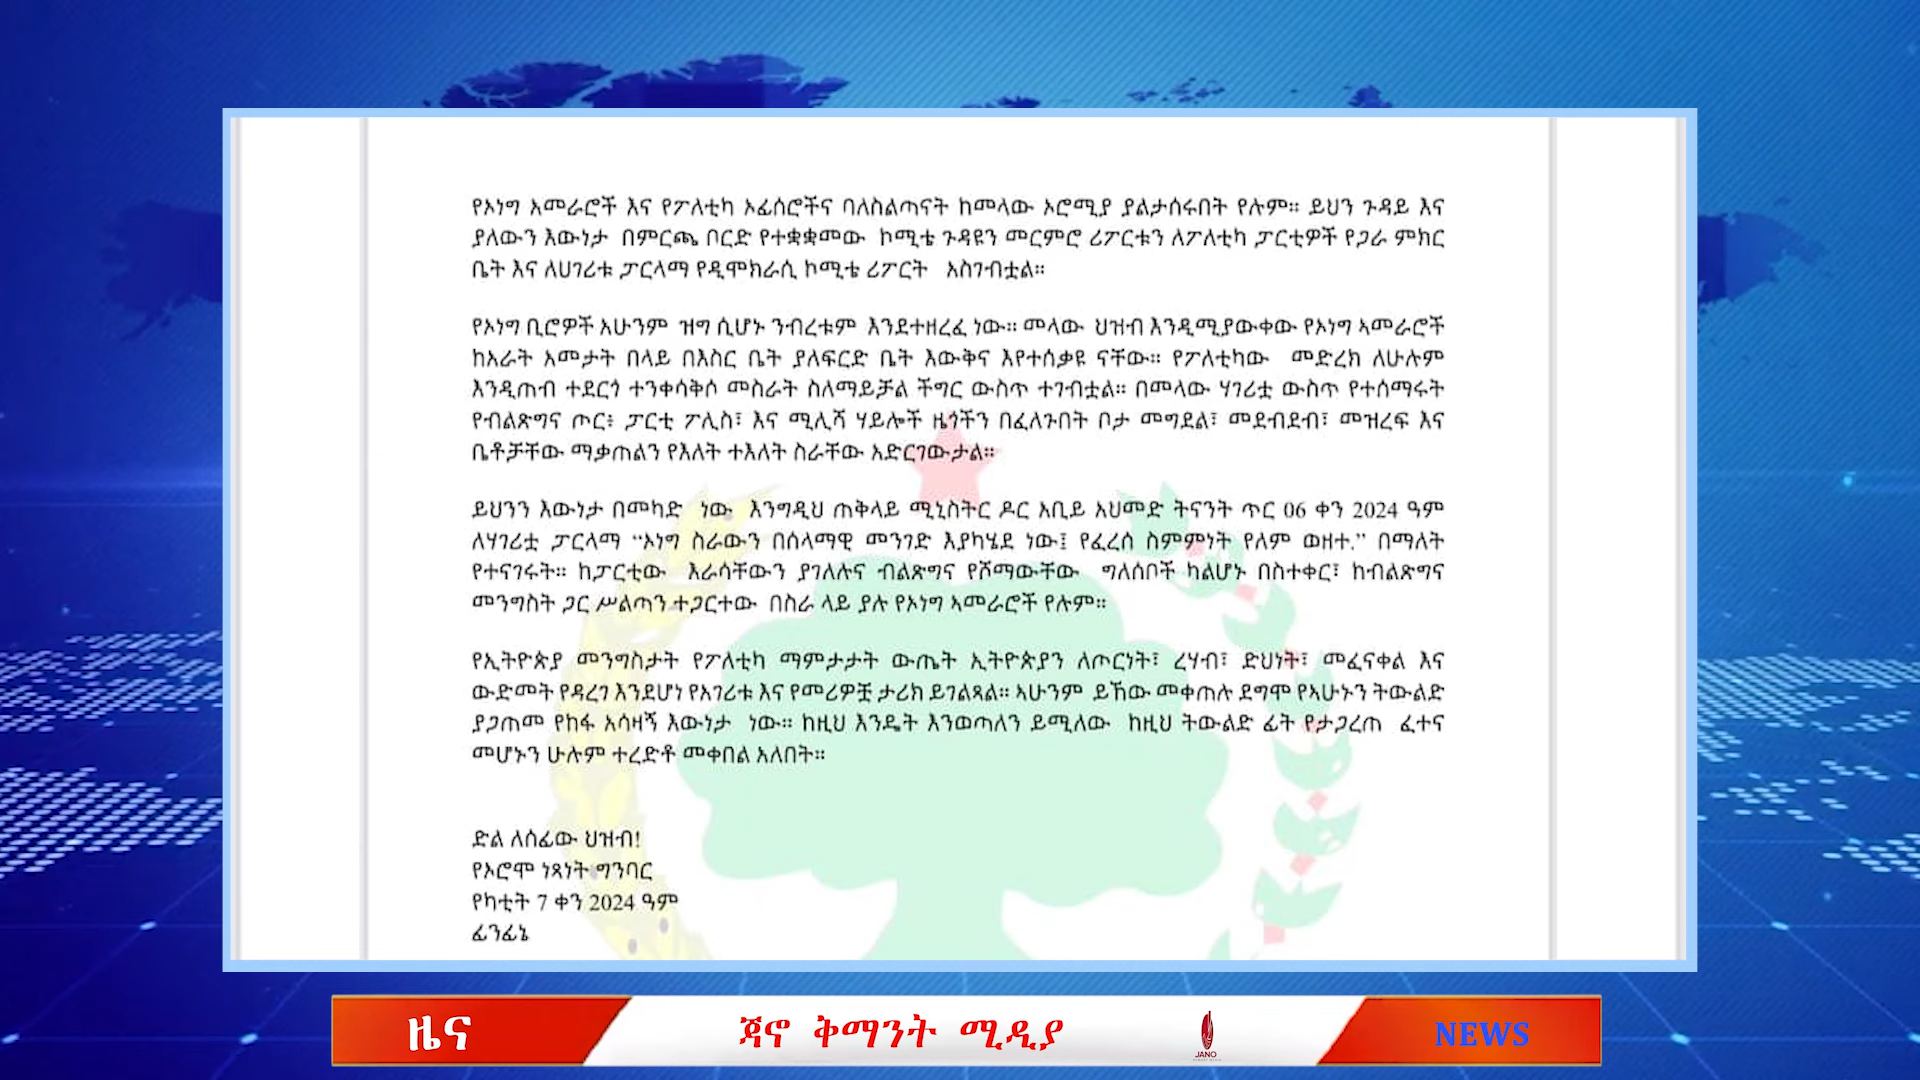 የኦነግ አመራሮች እና የፖለቲካ ኦፊሰሮችና ባለስልጣናት ከመላው ኦሮሚያ ያልታሰሩበት የሉም። ይህን ጉዳይ እና
ያለውን እውነታ በምርጫ ቦርድ የተቋቋመው ኮሚቴ ጉዳዩን መርምሮ ሪፖርቱን ለፖለቲካ ፓርቲዎች የጋራ ምክር
ቤት እና ለሀገሪቱ ፓርላማ የዲሞክራሲ ኮሚቴ ሪፖርት አስገብቷል።
የኦነግ ቢሮዎች አሁንም ዝግ ሲሆኑ ንብረቱም እንደተዘረፈ ነው። መላው ህዝብ እንዲሚያውቀው የኦነግ ኣመራሮች
ከአራት አመታት በላይ በእስር ቤት ያለፍርድ ቤት እውቅና እየተሰቃዩ ናቸው። የፖለቲካው መድረክ ለሁሉም
እንዲጠብ ተደርጎ ተንቀሳቅሶ መስራት ስለማይቻል ችግር ውስጥ ተገብቷል። በመላው ሃገሪቷ ውስጥ የተሰማሩት
የብልጽግና ጦር፥ ፓርቲ ፖሊስ፣ እና ሚሊሻ ሃይሎች ዜጎችን በፈለጉበት ቦታ መግደል፣ መደብደብ፣ መዝረፍ እና
ቤቶቻቸው ማቃጠልን የእለት ተእለት ስራቸው አድርገውታል።
ይህንን እውነታ በመካድ ነው እንግዲህ ጠቅላይ ሚኒስትር ዶር አቢይ አህመድ ትናንት ጥር 06 ቀን 2024 ዓም
ለሃገሪቷ ፓርላማ “ኦነግ ስራውን በሰላማዊ መንገድ እያካሄደ ነው፤ የፈረሰ ስምምነት የለም ወዘተ.” በማለት
የተናገሩት። ከፓርቲው እራሳቸውን ያገለሉና ብልጽግና የሾማውቸው ግለሰቦች ካልሆኑ በስተቀር፣ ከብልጽግና
መንግስት ጋር ሥልጣን ተጋርተው በስራ ላይ ያሉ የኦነግ ኣመራሮች የሉም።
የኢትዮጵያ መንግስታት የፖለቲካ ማምታታት ውጤት ኢትዮጵያን ለጦርነት፣ ረሃብ፣ ድህነት፣ መፈናቀል እና
ውድመት የዳረገ እንደሆነ የአገሪቱ እና የመሪዎቿ ታሪክ ይገልጻል። ኣሁንም ይኸው መቀጠሉ ደግሞ የኣሁኑን ትውልድ
ያጋጠመ የከፋ አሳዛኝ እውነታ ነው። ከዚህ እንዴት እንወጣለን ይሚለው ከዚህ ትውልድ ፊት የታጋረጠ ፈተና
መሆኑን ሁሉም ተረድቶ መቀበል አለበት።
ድል ለሰፊው ህዝብ!
የኦሮሞ ነጻነት ግንባር
የካቲት 7 ቀን 2024 ዓም
ፊንፊኔ
ዜና
ጃኖ ቅማንት ሚዲያ
JANO
NEWS